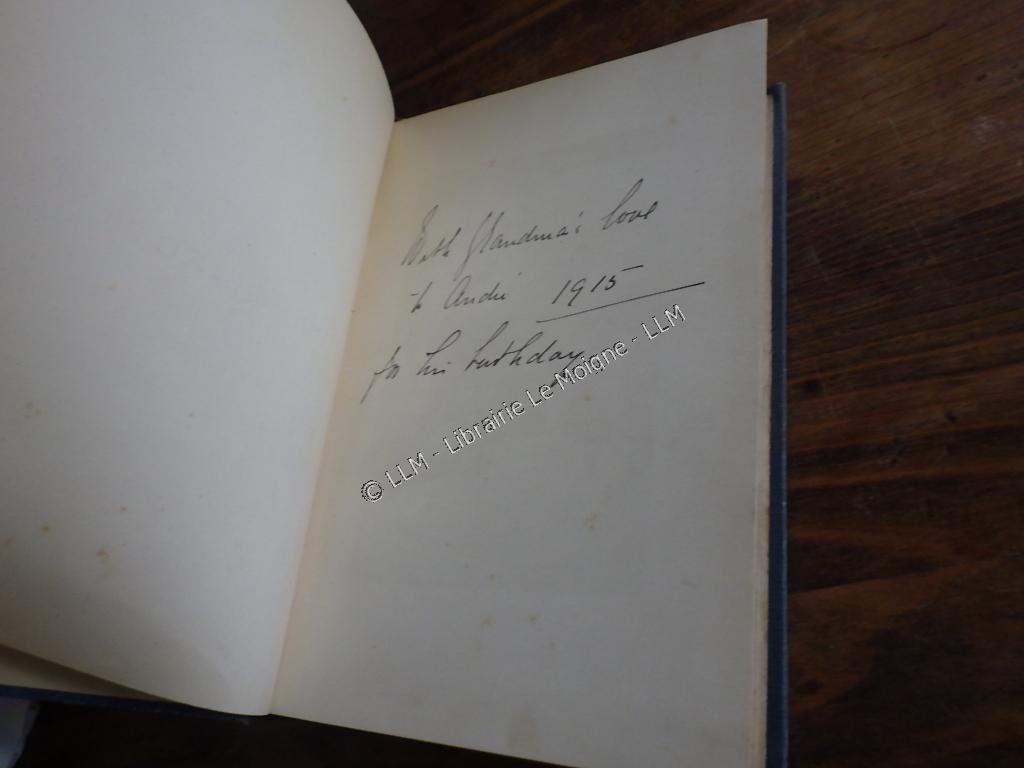 With Grandma's love
to André 1915
for his birthday
© LLM - Librairie Le Moigne - LLM